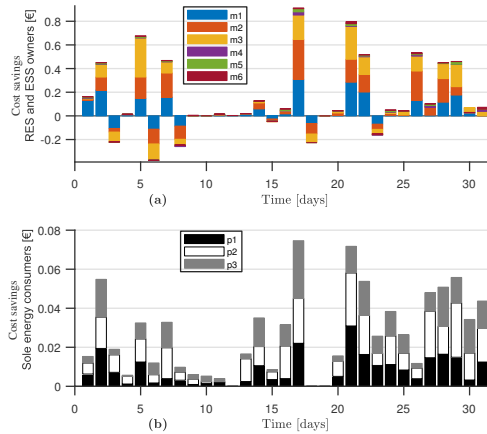 (a)
Cost savings
RES and ESS owners [€]
0.8
0.6
0.4
0.2
0
-0.2
m1
m2
m3
m4
m5
m6
0 5 10 15 20 25 30
(a) Time [days]
Cost savings
Sole energy consumers [€]
0.08
0.06
0.04
0.02
0
p1
p2
p3
0 5 10 15 20 25 30
(b) Time [days]